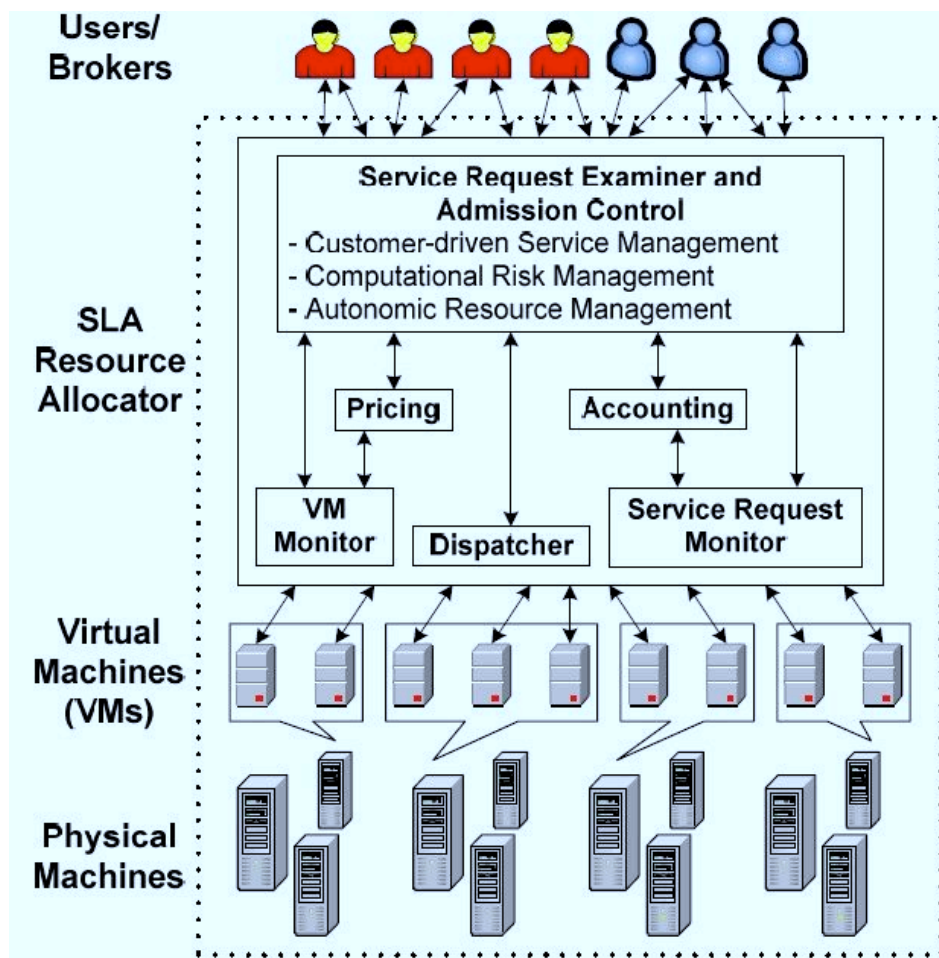 Users/
Brokers
Service Request Examiner and
Admission Control
- Customer-driven Service Management
- Computational Risk Management
- Autonomic Resource Management
SLA
Resource
Allocator
Pricing
Accounting
VM
Monitor
Dispatcher
Service Request
Monitor
Virtual
Machines
(VMs)
Physical
Machines